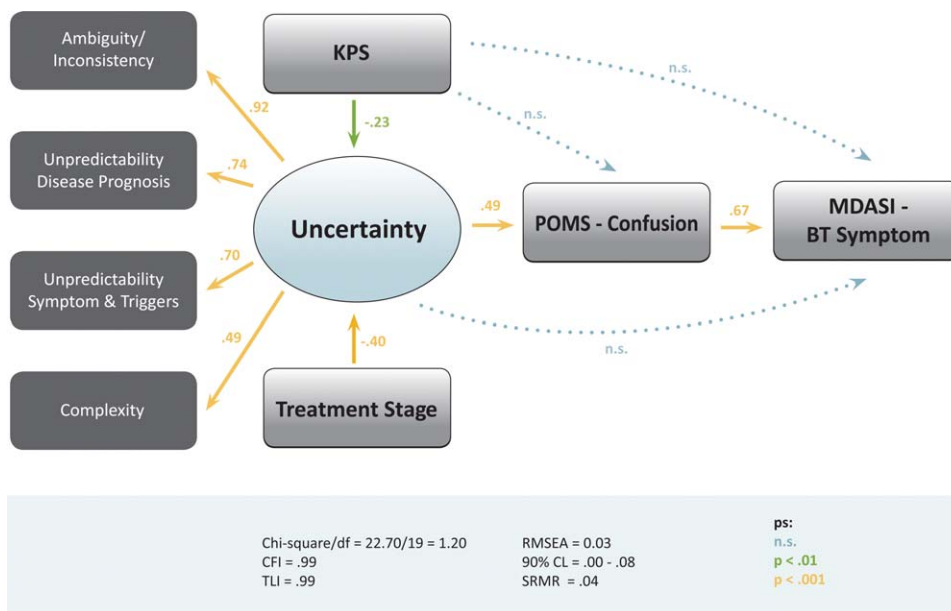 Ambiguity/
Inconsistency
KPS
n.s.
n.s.
.92
-.23
Unpredictability
Disease Prognosis
.74
Uncertainty
.49
POMS - Confusion
.67
MDASI -
BT Symptom
Unpredictability
Symptom & Triggers
.70
.49
-.40
n.s.
Complexity
Treatment Stage
Chi-square/df = 22.70/19 = 1.20
CFI = .99
TLI = .99
RMSEA = 0.03
90% CL = .00 - .08
SRMR = .04
ps:
n.s.
p < .01
p < .001